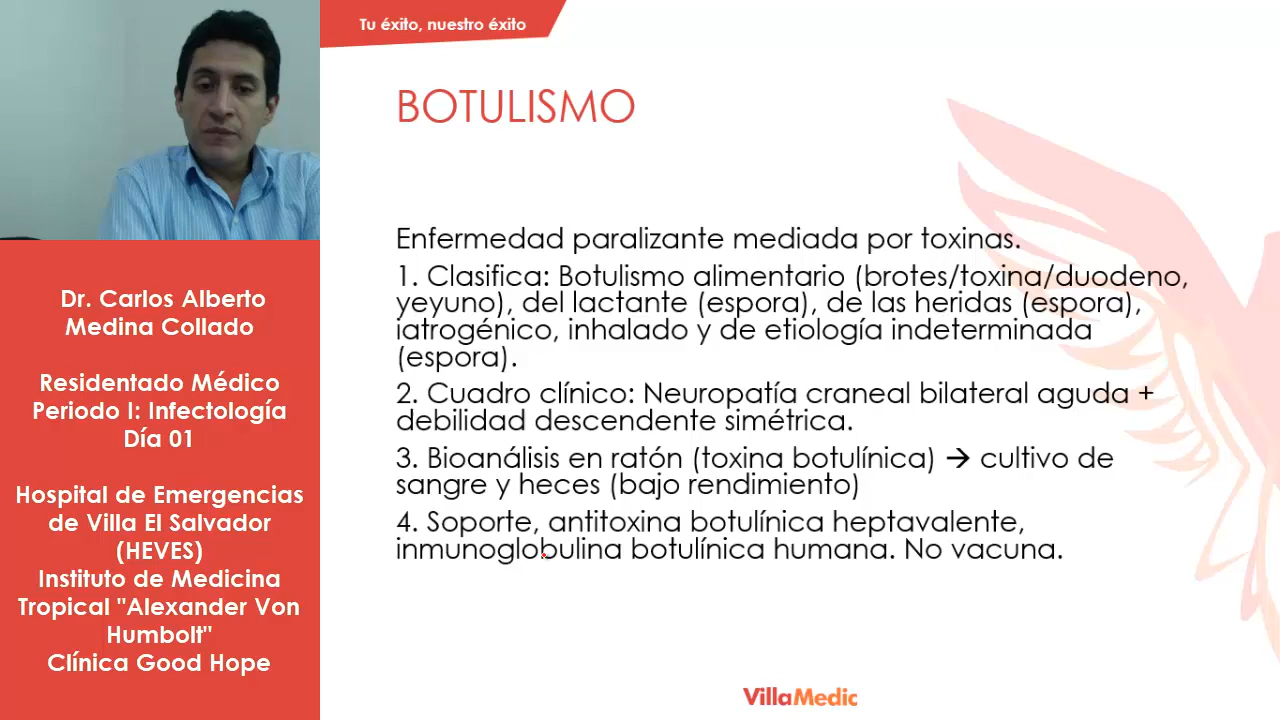 Tu éxito, nuestro éxito
BOTULISMO
Enfermedad paralizante mediada por toxinas.
1. Clasifica: Botulismo alimentario (brotes/toxina/duodeno,
yeyuno), del lactante (espora), de las heridas (espora),
iatrogénico, inhalado y de etiología indeterminada
(espora).
2. Cuadro clínico: Neuropatía craneal bilateral aguda +
debilidad descendente simétrica.
3. Bioanálisis en ratón (toxina botulínica) → cultivo de
sangre y heces (bajo rendimiento)
4. Soporte, antitoxina botulínica heptavalente,
inmunoglobulina botulínica humana. No vacuna.
Dr. Carlos Alberto
Medina Collado
Residentado Médico
Periodo I: Infectología
Día 01
Hospital de Emergencias
de Villa El Salvador
(HEVES)
Instituto de Medicina
Tropical "Alexander Von
Humbolt"
Clínica Good Hope
VillaMedic